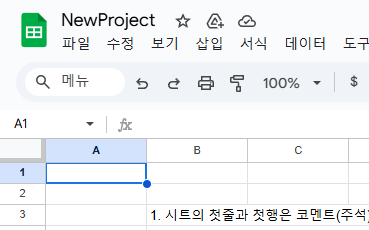 NewProject
파일 수정 보기 삽입 서식 데이터 도구
메뉴 100% $
A1 fx
A B C
1
2
3 1. 시트의 첫줄과 첫행은 코멘트(주석)